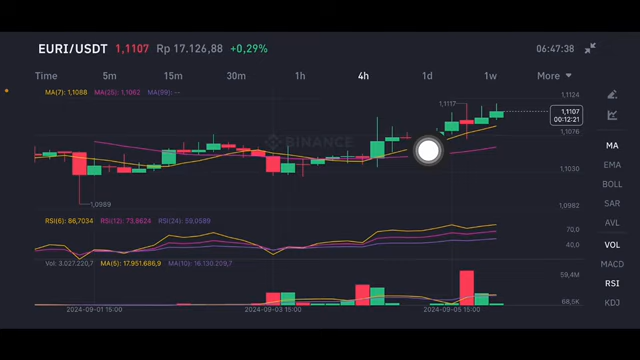 EURI/USDT 1,1107 Rp 17.126,88 +0,29% 06:47:38
Time 5m 15m 30m 1h 4h 1d 1w More
MA(7): 1,1088 MA(25): 1,1062 MA(99): --
1,1124
1,1117
1,1107
00:12:21
1,1076
BINANCE
1,1030
1,0989
1,0982
RSI(6): 86,7034 RSI(12): 73,8624 RSI(24): 59,0589
70.0
40.0
Vol: 3.027.220,7 MA(5): 17.951.686,9 MA(10): 16.130.209,7
59,4M
68,5K
2024-09-01 15:00 2024-09-03 15:00 2024-09-05 15:00
MA
EMA
BOLL
SAR
AVL
VOL
MACD
RSI
KDJ